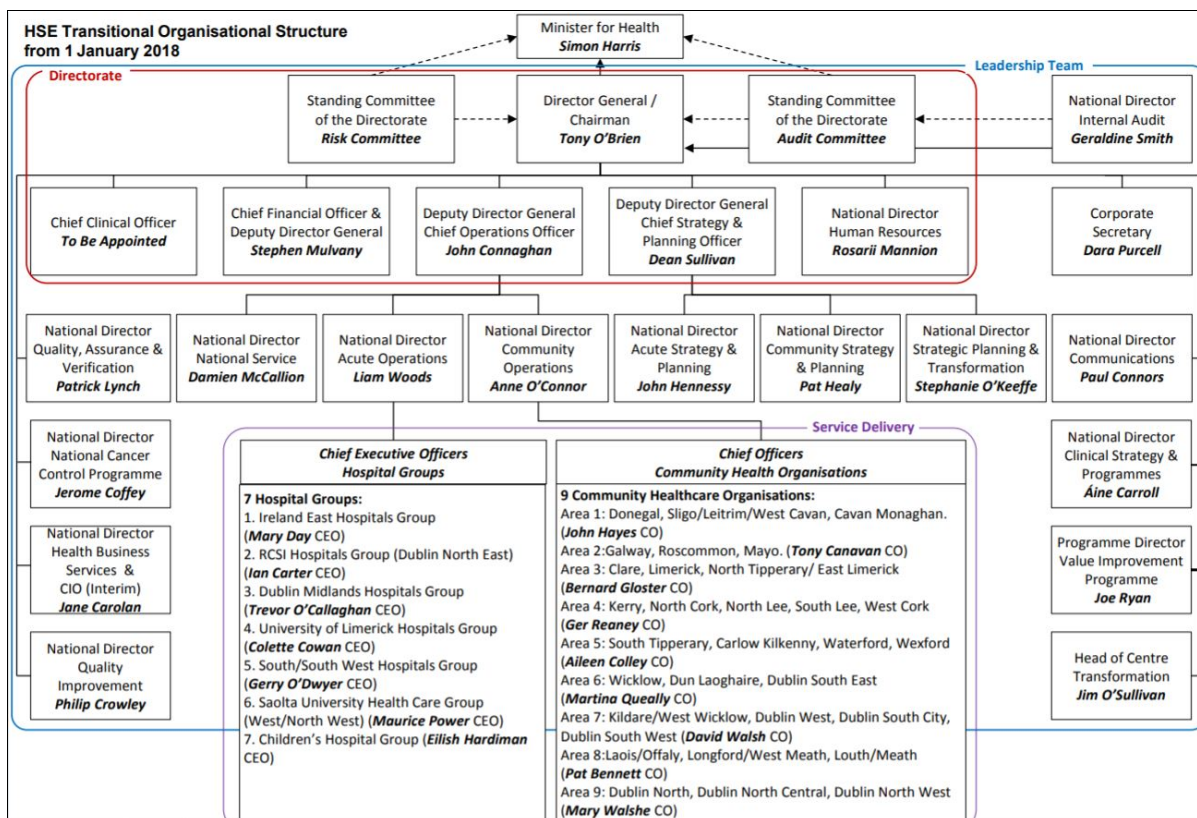 HSE Transitional Organisational Structure
from 1 January 2018
Minister for Health
Simon Harris
Directorate
Leadership Team
Standing Committee
of the Directorate
Risk Committee
Director General /
Chairman
Tony O'Brien
Standing Committee
of the Directorate
Audit Committee
National Director
Internal Audit
Geraldine Smith
Chief Clinical Officer
To Be Appointed
Chief Financial Officer &
Deputy Director General
Stephen Mulvany
Deputy Director General
Chief Operations Officer
John Connaghan
Deputy Director General
Chief Strategy &
Planning Officer
Dean Sullivan
National Director
Human Resources
Rosarii Mannion
Corporate
Secretary
Dara Purcell
National Director
Quality, Assurance &
Verification
Patrick Lynch
National Director
National Service
Damien McCallion
National Director
Acute Operations
Liam Woods
National Director
Community
Operations
Anne O'Connor
National Director
Acute Strategy &
Planning
John Hennessy
National Director
Community Strategy
& Planning
Pat Healy
National Director
Strategic Planning &
Transformation
Stephanie O'Keeffe
National Director
Communications
Paul Connors
National Director
National Cancer
Control Programme
Jerome Coffey
National Director
Health Business
Services &
CIO (Interim)
Jane Carolan
National Director
Quality
Improvement
Philip Crowley
Service Delivery
Chief Executive Officers
Hospital Groups
7 Hospital Groups:
1. Ireland East Hospitals Group
(Mary Day CEO)
2. RCSI Hospitals Group (Dublin North East)
(Ian Carter CEO)
3. Dublin Midlands Hospitals Group
(Trevor O'Callaghan CEO)
4. University of Limerick Hospitals Group
(Colette Cowan CEO)
5. South/South West Hospitals Group
(Gerry O'Dwyer CEO)
6. Saolta University Health Care Group
(West/North West) (Maurice Power CEO)
7. Children's Hospital Group (Eilish Hardiman
CEO)
Chief Officers
Community Health Organisations
9 Community Healthcare Organisations:
Area 1: Donegal, Sligo/Leitrim/West Cavan, Cavan Monaghan.
(John Hayes CO)
Area 2:Galway, Roscommon, Mayo. (Tony Canavan CO)
Area 3: Clare, Limerick, North Tipperary/ East Limerick
(Bernard Gloster CO)
Area 4: Kerry, North Cork, North Lee, South Lee, West Cork
(Ger Reaney CO)
Area 5: South Tipperary, Carlow Kilkenny, Waterford, Wexford
(Aileen Colley CO)
Area 6: Wicklow, Dun Laoghaire, Dublin South East
(Martina Queally CO)
Area 7: Kildare/West Wicklow, Dublin West, Dublin South City,
Dublin South West (David Walsh CO)
Area 8:Laois/Offaly, Longford/West Meath, Louth/Meath
(Pat Bennett CO)
Area 9: Dublin North, Dublin North Central, Dublin North West
(Mary Walshe CO)
National Director
Clinical Strategy &
Programmes
Áine Carroll
Programme Director
Value Improvement
Programme
Joe Ryan
Head of Centre
Transformation
Jim O'Sullivan